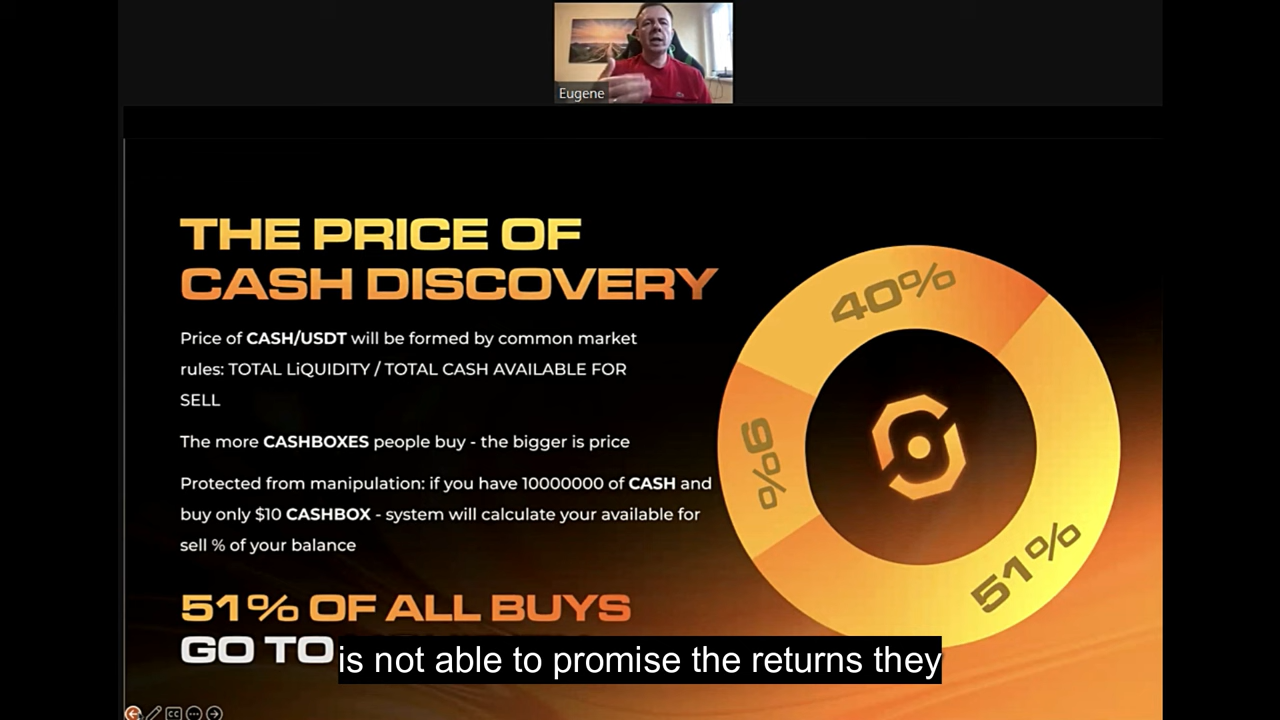 Eugene
THE PRICE OF
CASH DISCOVERY
Price of CASH/USDT will be formed by common market
rules: TOTAL LiQUIDITY / TOTAL CASH AVAILABLE FOR
SELL
The more CASHBOXES people buy - the bigger is price
Protected from manipulation: if you have 10000000 of CASH and
buy only $10 CASHBOX - system will calculate your available for
sell % of your balance
51% OF ALL BUYS
GO TO
40%
9%
51%
is not able to promise the returns they
CC